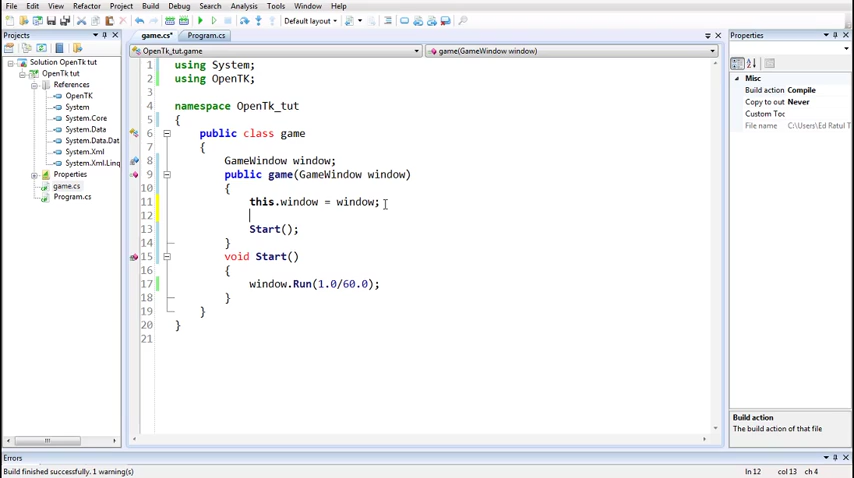 File Edit View Refactor Project Build Debug Search Analysis Tools Window Help
Default layout
Projects
game.cs* Program.cs
Properties
OpenTk_tut.game game(GameWindow window)
Solution OpenTk tut
OpenTk tut
References
OpenTK
System
System.Core
System.Data
System.Data.Dat
System.Xml
System.Xml.Linq
Properties
game.cs
Program.cs
1 using System;
2 using OpenTK;
3
4 namespace OpenTk_tut
5 {
6 public class game
7 {
8 GameWindow window;
9 public game(GameWindow window)
10 {
11 this.window = window;
12
13 Start();
14 }
15 void Start()
16 {
17 window.Run(1.0/60.0);
18 }
19 }
20 }
21
Misc
Build action Compile
Copy to out Never
Custom Toc
File name C:\Users\Ed Ratul T
Build action
The build action of that file
Errors
Build finished successfully. 1 warning(s)
ln 12 col 13 ch 4